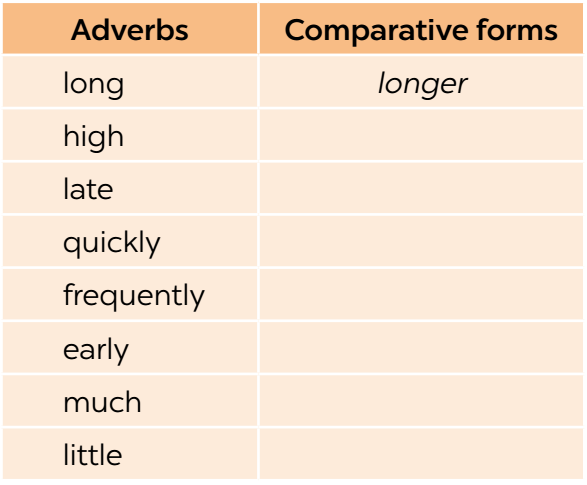 Adverbs Comparative forms
long longer
high
late
quickly
frequently
early
much
little